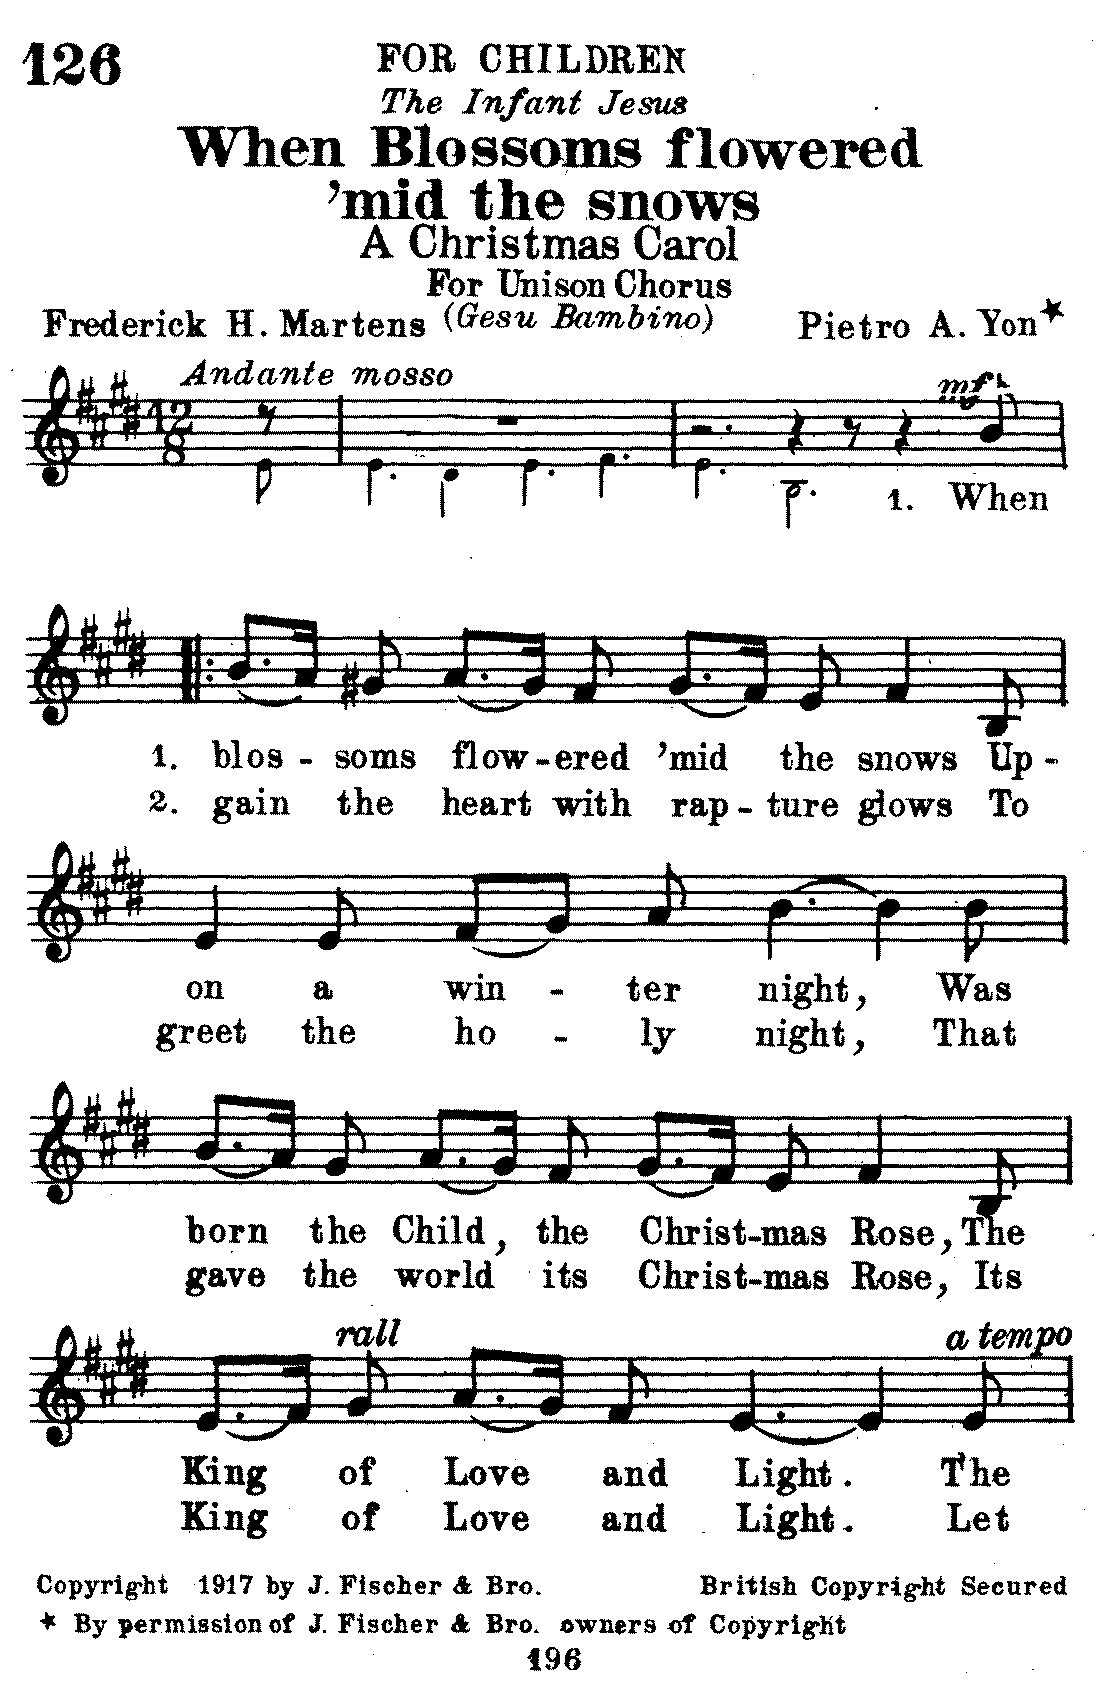 126
FOR CHILDREN
The Infant Jesus
When Blossoms flowered
’mid the snows
A Christmas Carol
For Unison Chorus
Frederick H. Martens (Gesu Bambino) Pietro A. Yon★
Andante mosso
mf
12
8
1. When
1. blos - soms flow-ered ’mid the snows Up -
2. gain the heart with rap - ture glows To
on a win - ter night, Was
greet the ho - ly night, That
born the Child, the Christ-mas Rose, The
gave the world its Christ-mas Rose, Its
rall a tempo
King of Love and Light. The
King of Love and Light. Let
Copyright 1917 by J. Fischer & Bro. British Copyright Secured
★ By permission of J. Fischer & Bro. owners of Copyright
196